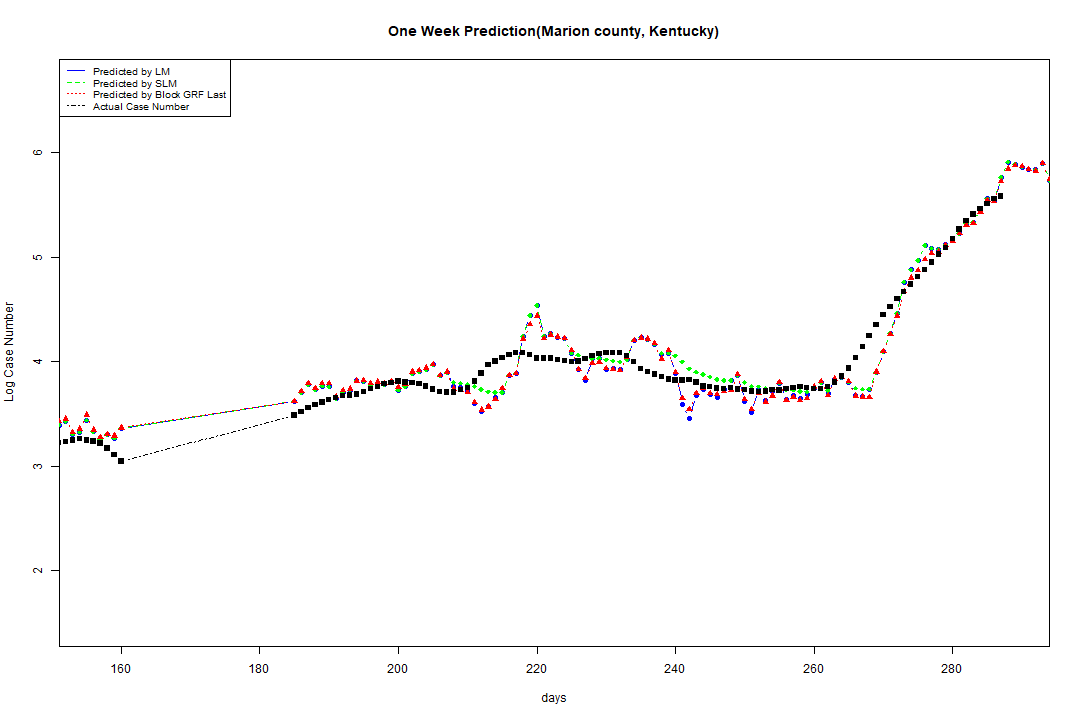 One Week Prediction(Marion county, Kentucky)
Predicted by LM
Predicted by SLM
Predicted by Block GRF Last
Actual Case Number
Log Case Number
6
5
4
3
2
160 180 200 220 240 260 280
days